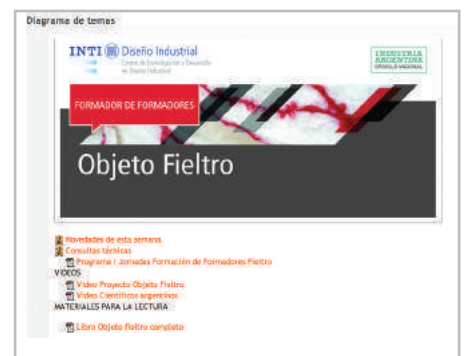 Diagrama de temas
INTI Diseño Industrial
Centro de Investigación y Desarrollo
en Diseño Industrial
INDUSTRIA
ARGENTINA
ORGULLO NACIONAL
FORMADOR DE FORMADORES
Objeto Fieltro
Novedades de esta semana
Consultas técnicas
Programa I Jornadas Formación de Formadores Fieltro
VIDEOS
Video Proyecto Objeto Fieltro
Video Científicos argentinos
MATERIALES PARA LA LECTURA
Libro Objeto fieltro completo